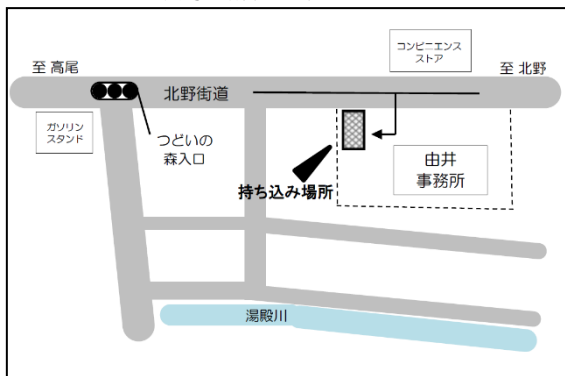 コンビニエンス
ストア
至 高尾
至 北野
北野街道
ガソリン
スタンド
つどいの
森入口
由井
事務所
持ち込み場所
湯殿川